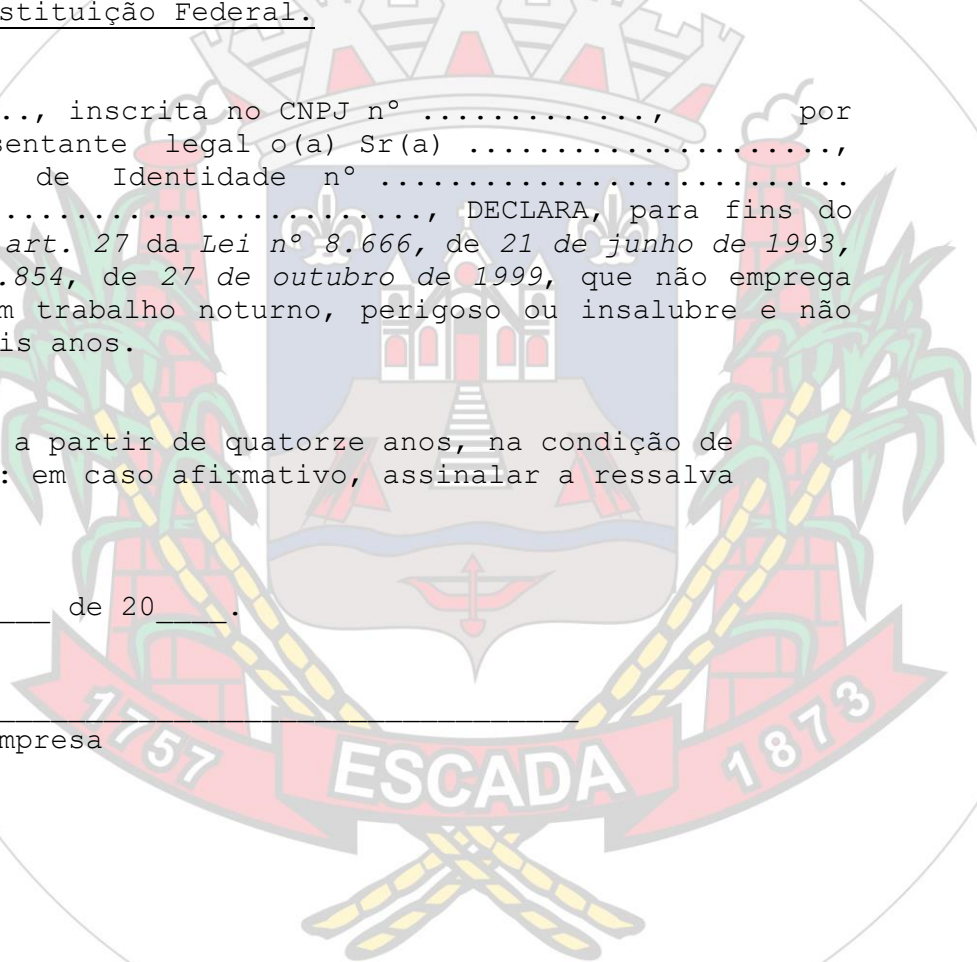 stituição Federal.
.., inscrita no CNPJ nº ............., por
sentante legal o(a) Sr(a) .....................,
de Identidade nº ...........................
........................, DECLARA, para fins do
art. 27 da Lei nº 8.666, de 21 de junho de 1993,
.854, de 27 de outubro de 1999, que não emprega
m trabalho noturno, perigoso ou insalubre e não
is anos.
a partir de quatorze anos, na condição de
: em caso afirmativo, assinalar a ressalva
___ de 20____.
_________________________________
mpresa
1757 ESCADA 1873